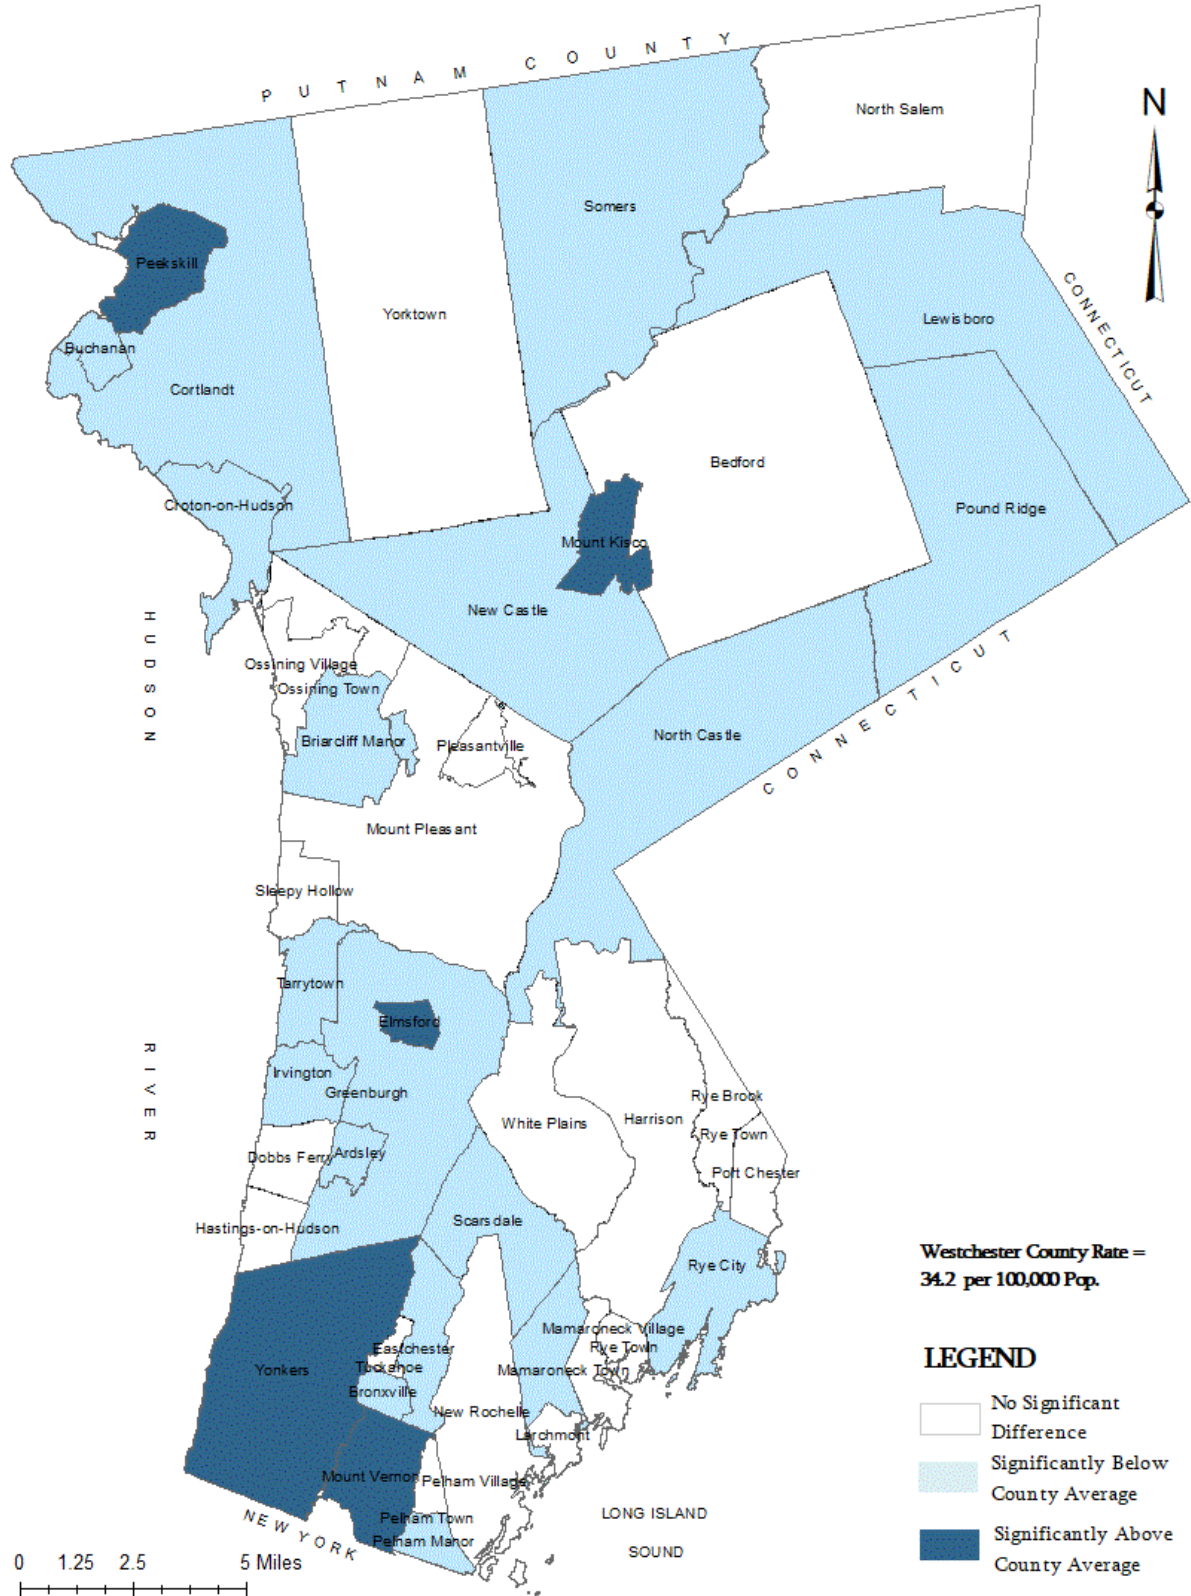 PUTNAM COUNTY
N
North Salem
Somers
Peekskill
Yorktown
Lewisboro
CONNECTICUT
Buchanan
Cortlandt
Bedford
Croton-on-Hudson
Pound Ridge
Mount Kisco
New Castle
HUDSON
Ossining Village
Ossining Town
CONNECTICUT
North Castle
Briarcliff Manor
Pleasantville
Mount Pleasant
Sleepy Hollow
Tarrytown
Elmsford
RIVER
Irvington
Greenburgh
Rye Brook
White Plains
Harrison
Rye Town
Dobbs Ferry
Ardsley
Port Chester
Hastings-on-Hudson
Scarsdale
Rye City
Westchester County Rate =
34.2 per 100,000 Pop.
Mamaroneck Village
Eastchester
Rye Town
Yonkers
Tuckahoe
Mamaroneck Town
Bronxville
New Rochelle
Larchmont
Mount Vernon
Pelham Village
Pelham Town
Pelham Manor
NEW YORK
LONG ISLAND
SOUND
LEGEND
No Significant
Difference
Significantly Below
County Average
Significantly Above
County Average
0 1.25 2.5 5 Miles